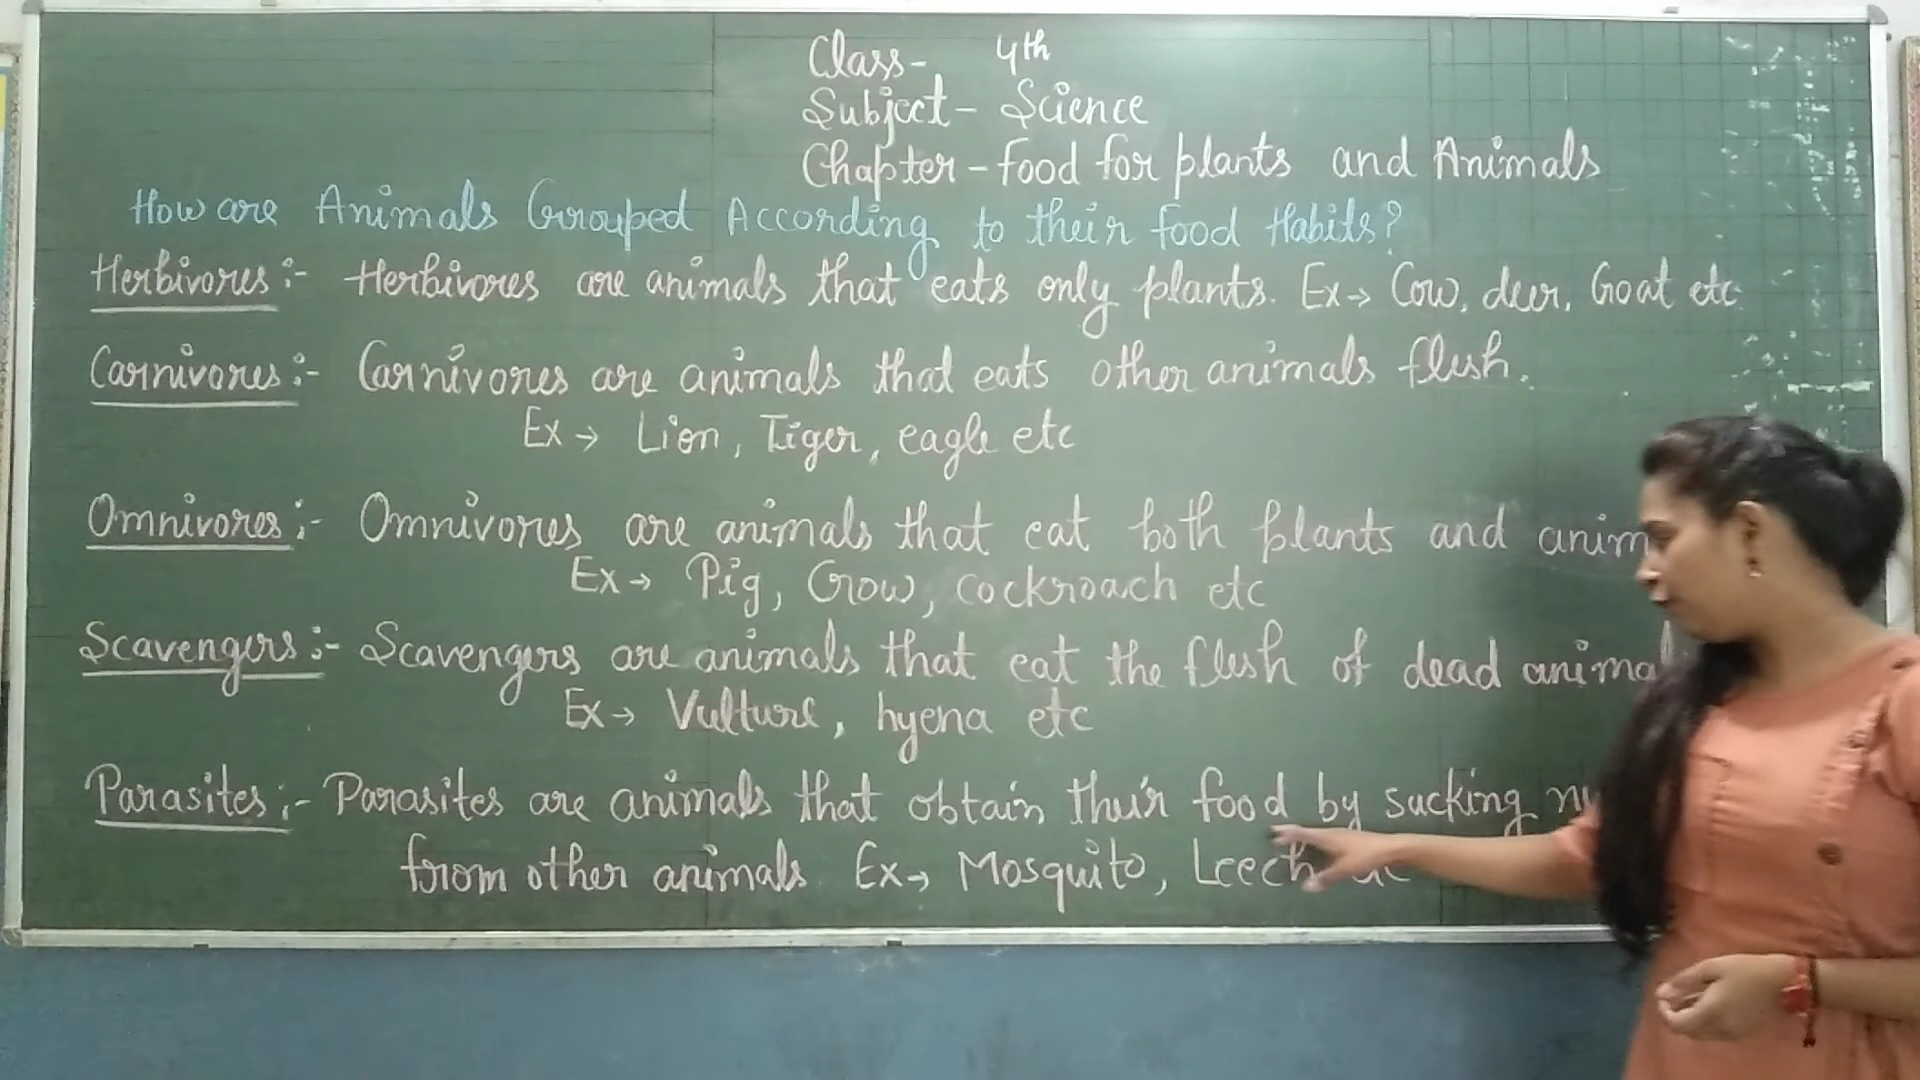 Class- 4th
Subject- Science
Chapter- food for plants and Animals
How are Animals Grouped According to their food Habits?
Herbivores:- Herbivores are animals that eats only plants. Ex→ Cow, deer, Goat etc
Carnivores:- Carnivores are animals that eats other animals flesh.
Ex→ Lion, Tiger, eagle etc
Omnivores:- Omnivores are animals that eat both plants and
Ex→ Pig, Crow, cockroach etc
Scavengers:- Scavengers are animals that eat the flesh of dead
Ex→ Vulture, hyena etc
Parasites:- Parasites are animals that obtain their food by sucking
from other animals Ex→ Mosquito, Leech